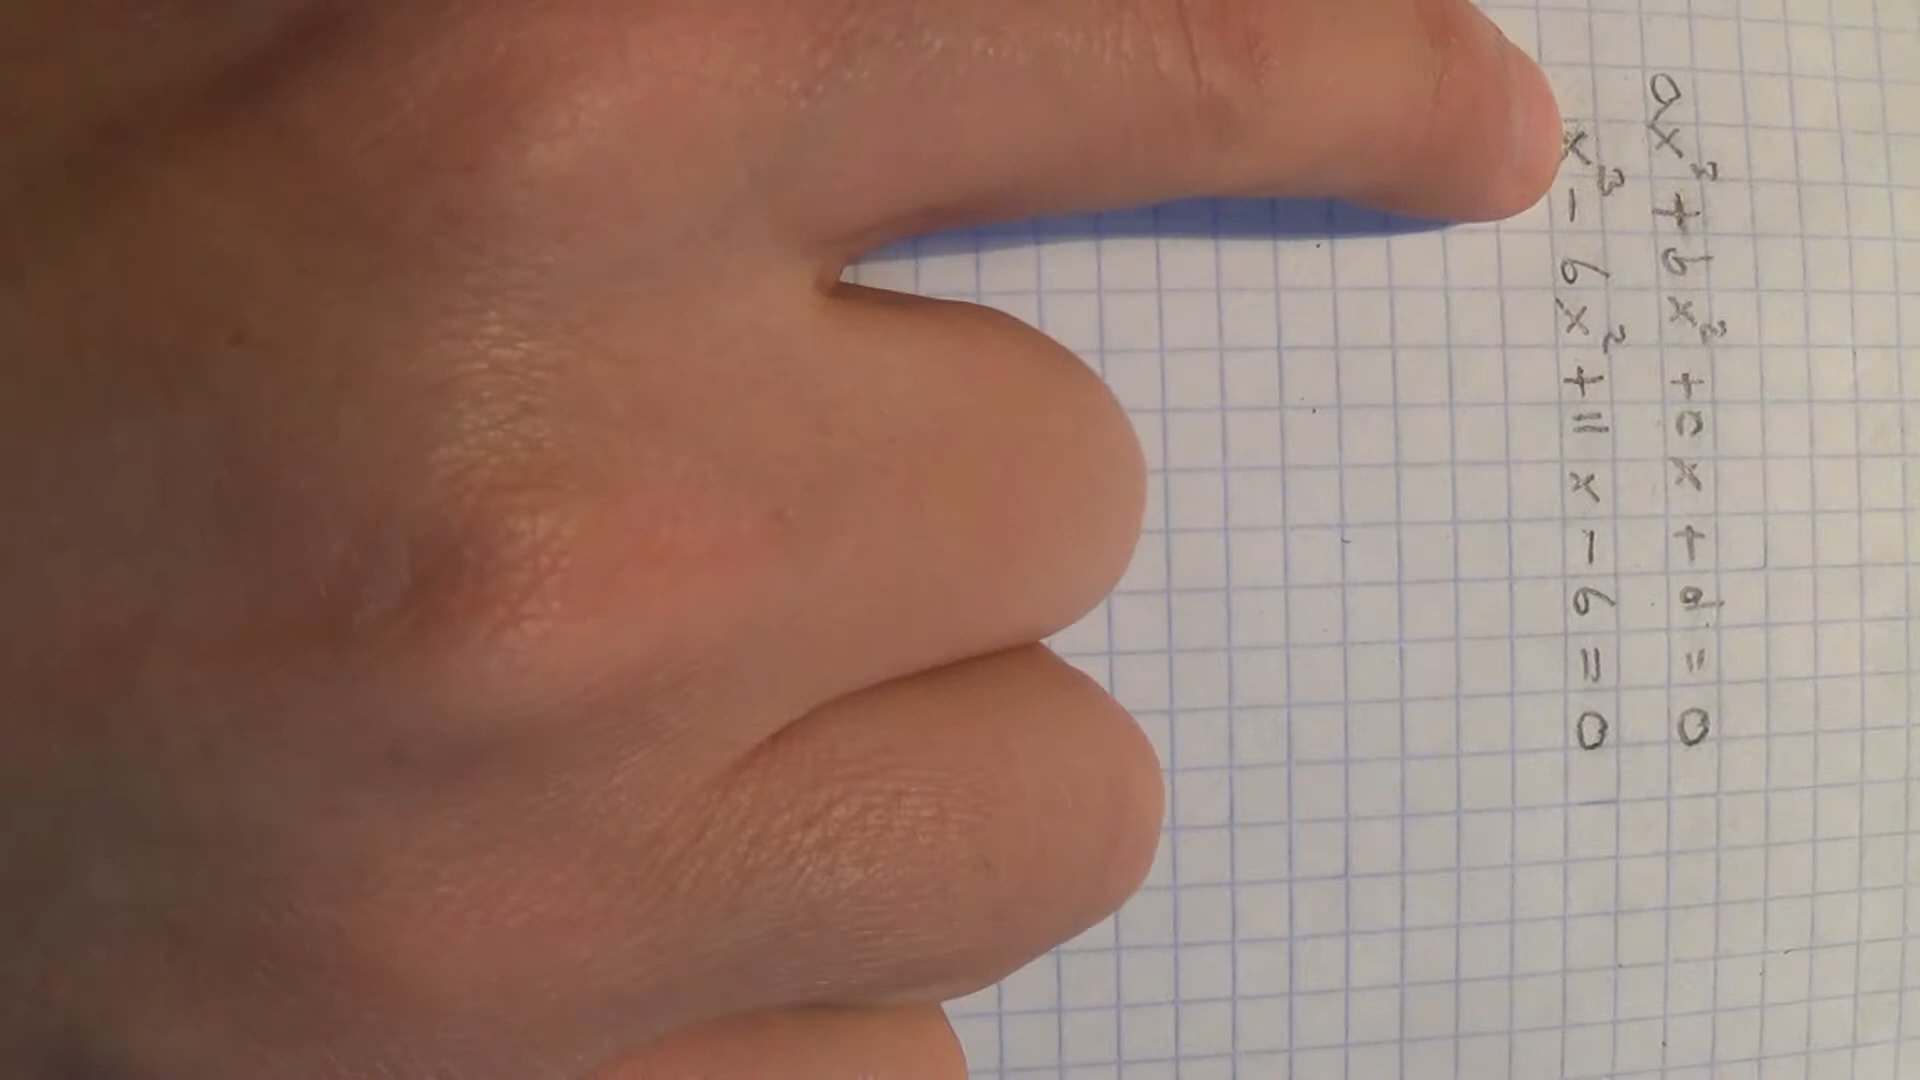 ax³ + bx² + cx + d = 0
x³ - 6x² + 11x - 6 = 0